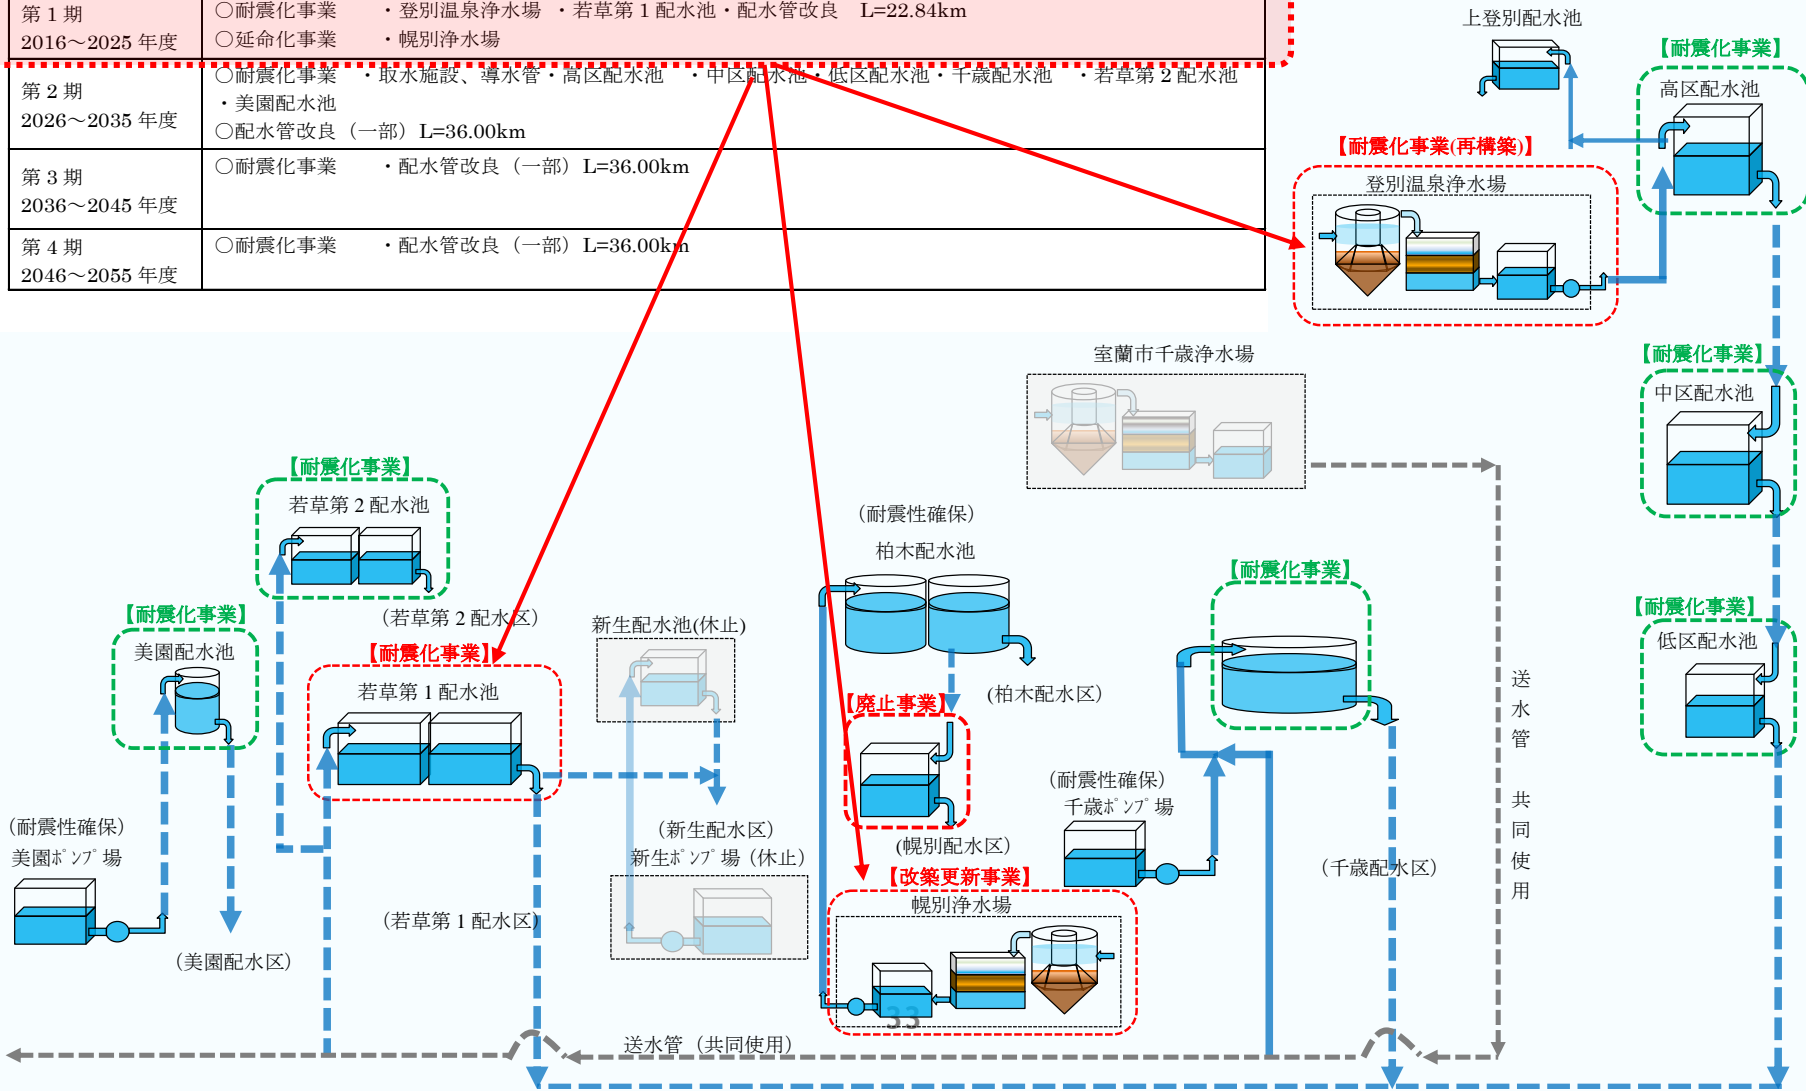 第1期
2016～2025年度
○耐震化事業　・登別温泉浄水場　・若草第1配水池・配水管改良　L=22.84km
○延命化事業　・幌別浄水場
第2期
2026～2035年度
○耐震化事業　・取水施設、導水管・高区配水池　・中区配水池・低区配水池・千歳配水池　・若草第2配水池
・美園配水池
○配水管改良（一部）L=36.00km
第3期
2036～2045年度
○耐震化事業　・配水管改良（一部）L=36.00km
第4期
2046～2055年度
○耐震化事業　・配水管改良（一部）L=36.00km
上登別配水池
【耐震化事業】
高区配水池
【耐震化事業(再構築)】
登別温泉浄水場
室蘭市千歳浄水場
【耐震化事業】
中区配水池
【耐震化事業】
若草第2配水池
（耐震性確保）
柏木配水池
【耐震化事業】
【耐震化事業】
低区配水池
【耐震化事業】
美園配水池
（若草第2配水区）
【耐震化事業】
若草第1配水池
新生配水池(休止)
（柏木配水区）
【廃止事業】
送水管　共同使用
（耐震性確保）
千歳ポンプ場
（耐震性確保）
美園ポンプ場
（新生配水区）
新生ポンプ場（休止）
（幌別配水区）
（千歳配水区）
【改築更新事業】
幌別浄水場
（若草第1配水区）
（美園配水区）
33
送水管（共同使用）